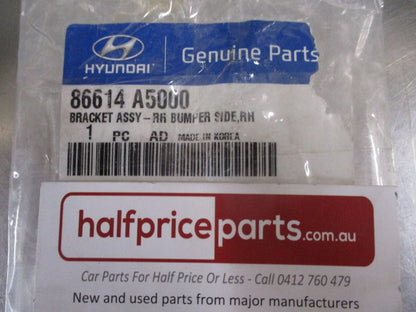 HYUNDAI
Genuine Parts
86614 A5000
BRACKET ASSY-RR BUMPER SIDE,RH
1 PC AD MADE IN KOREA
halfpriceparts.com.au
Car Parts For Half Price Or Less - Call 0412 760 479
New and used parts from major manufacturers